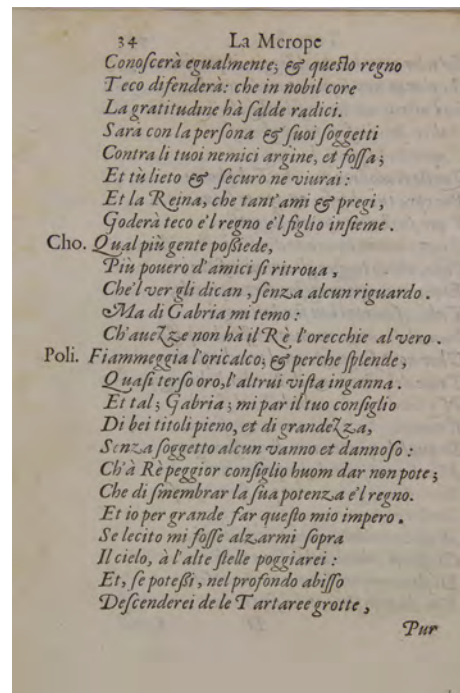 34 La Merope
Conoſcerà egualmente; & queſto regno
Teco difenderà: che in nobil core
La gratitudine hà ſalde radici.
Sarà con la perſona & ſuoi ſoggetti
Contra li tuoi nemici argine, et foſſa;
Et tù lieto & ſecuro ne viurai:
Et la Reina, che tant'ami & pregi,
Goderà teco e'l regno e'l figlio inſieme.
Cho. Qual più gente poſsiede,
Più pouero d'amici ſi ritroua,
Che'l ver gli dican, ſenza alcun riguardo.
Ma di Gabria mi temo:
Ch'auezze non hà il Rè l'orecchie al vero.
Poli. Fiammeggia l'oricalco; & perche ſplende,
Quaſi terſo oro, l'altrui viſta inganna.
Et tal; Gabria; mi par il tuo conſiglio
Di bei titoli pieno, et di grandezza,
Senza ſoggetto alcun vanno et dannoſo:
Ch'à Rè peggior conſiglio huom dar non pote;
Che di ſmembrar la ſua potenza e'l regno.
Et io per grande far queſto mio impero.
Se lecito mi foſſe alzarmi ſopra
Il cielo, à l'alte ſtelle poggiarei:
Et, ſe poteſsi, nel profondo abiſſo
Deſcenderei de le Tartaree grotte,
Pur